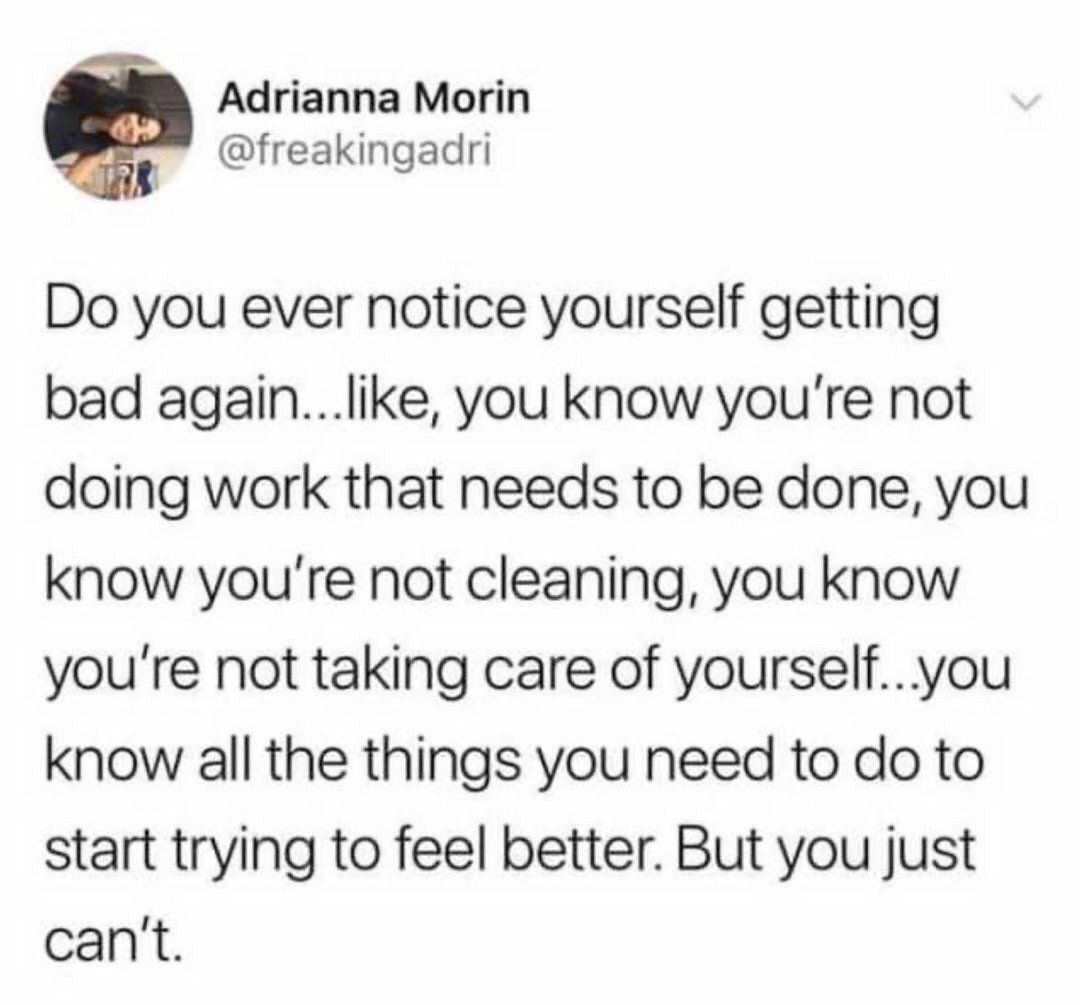 Adrianna Morin
@freakingadri
Do you ever notice yourself getting
bad again...like, you know you're not
doing work that needs to be done, you
know you're not cleaning, you know
you're not taking care of yourself...you
know all the things you need to do to
start trying to feel better. But you just
can't.